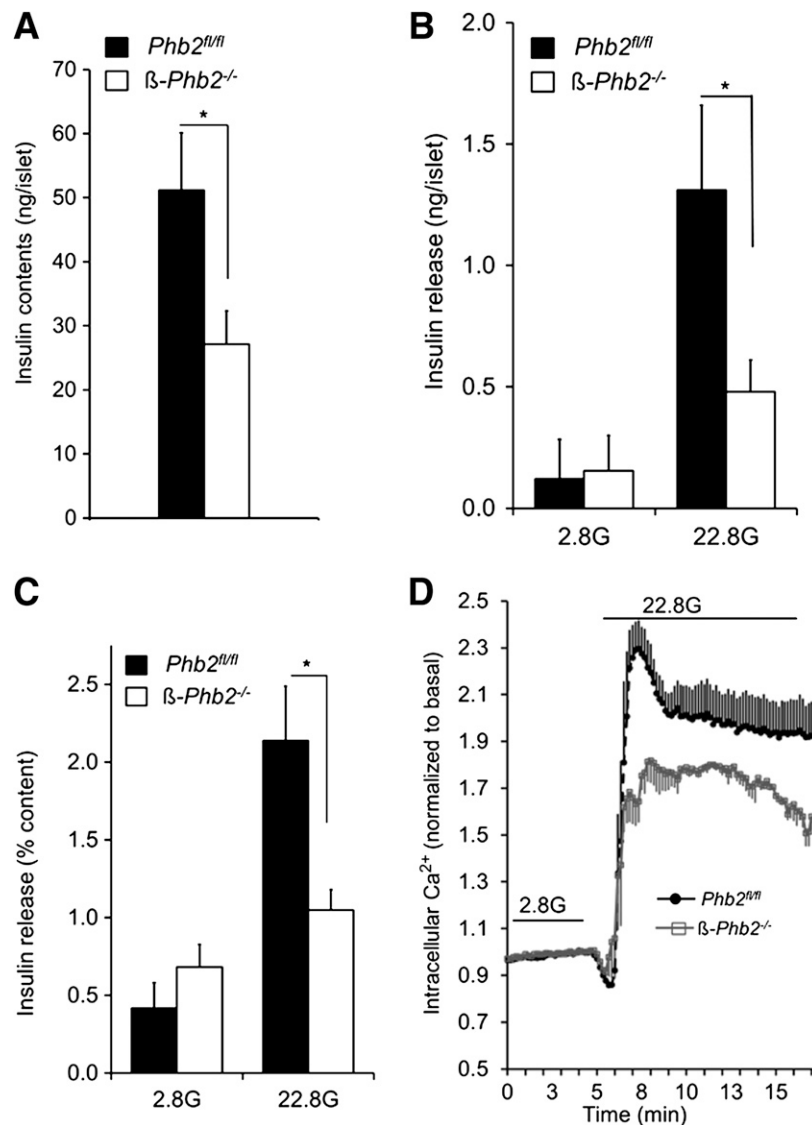 A
Phb2fl/fl
ß-Phb2-/-
Insulin contents (ng/islet)
70
60
50
40
30
20
10
0
*
B
Phb2fl/fl
ß-Phb2-/-
Insulin release (ng/islet)
2.0
1.5
1.0
0.5
0.0
*
2.8G
22.8G
C
Phb2fl/fl
ß-Phb2-/-
Insulin release (% content)
2.5
2.0
1.5
1.0
0.5
0.0
*
2.8G
22.8G
D
Intracellular Ca2+ (normalized to basal)
2.5
2.3
2.1
1.9
1.7
1.5
1.3
1.1
0.9
0.7
0.5
22.8G
2.8G
Phb2fl/fl
ß-Phb2-/-
0
3
5
8
10
13
15
Time (min)